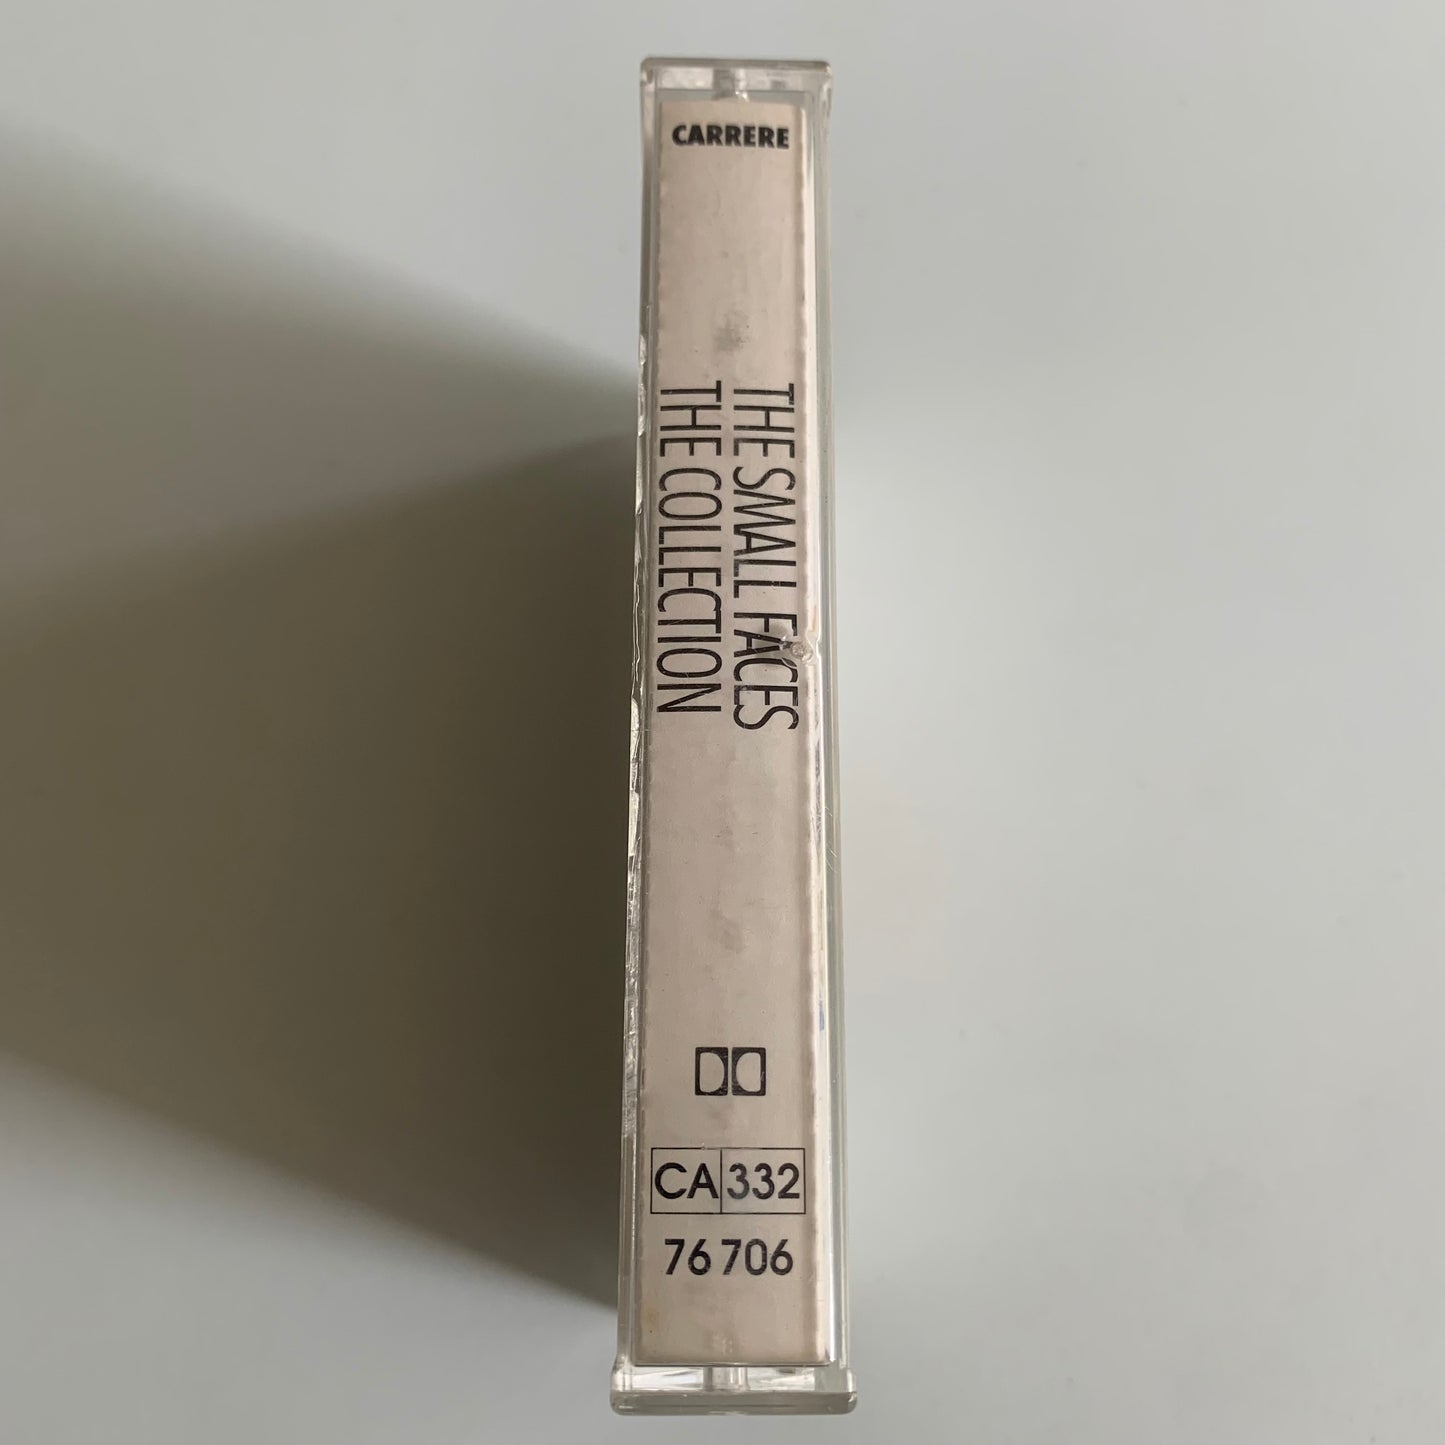 CARRERE
THE SMALL FACES
THE COLLECTION
CA 332
76 706